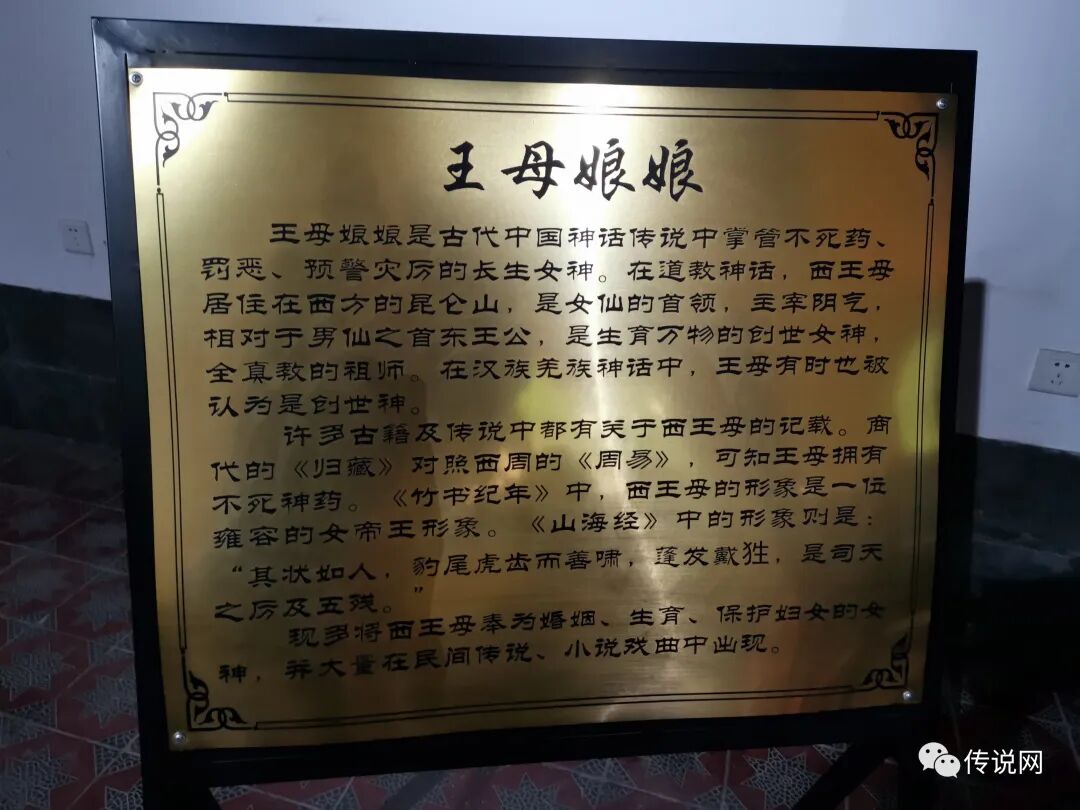 王母娘娘
王母娘娘是古代中国神话传说中掌管不死药、
罚恶、预警灾厉的长生女神。在道教神话，西王母
居住在西方的昆仑山，是女仙的首领，主宰阴气，
相对于男仙之首东王公，是生育万物的创世女神，
全真教的祖师。在汉族羌族神话中，王母有时也被
认为是创世神。
许多古籍及传说中都有关于西王母的记载。商
代的《归藏》对照西周的《周易》，可知王母拥有
不死神药。《竹书纪年》中，西王母的形象是一位
雍容的女帝王形象。《山海经》中的形象则是：
“其状如人，豹尾虎齿而善啸，蓬发戴狌，是司天
之厉及五残。”
现多将西王母奉为婚姻、生育、保护妇女的女
神，并大量在民间传说、小说戏曲中出现。
传说网